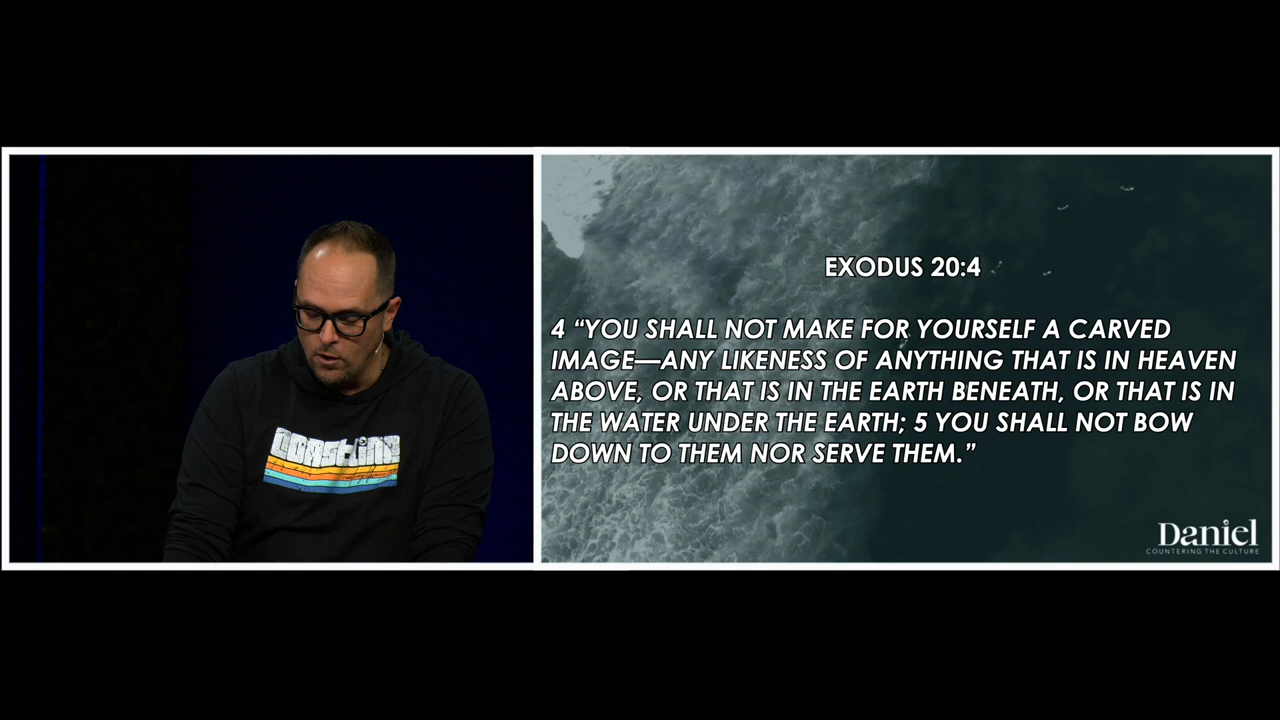 COASTLINE
EXODUS 20:4
4 “YOU SHALL NOT MAKE FOR YOURSELF A CARVED
IMAGE—ANY LIKENESS OF ANYTHING THAT IS IN HEAVEN
ABOVE, OR THAT IS IN THE EARTH BENEATH, OR THAT IS IN
THE WATER UNDER THE EARTH; 5 YOU SHALL NOT BOW
DOWN TO THEM NOR SERVE THEM.”
Daniel
COUNTERING THE CULTURE